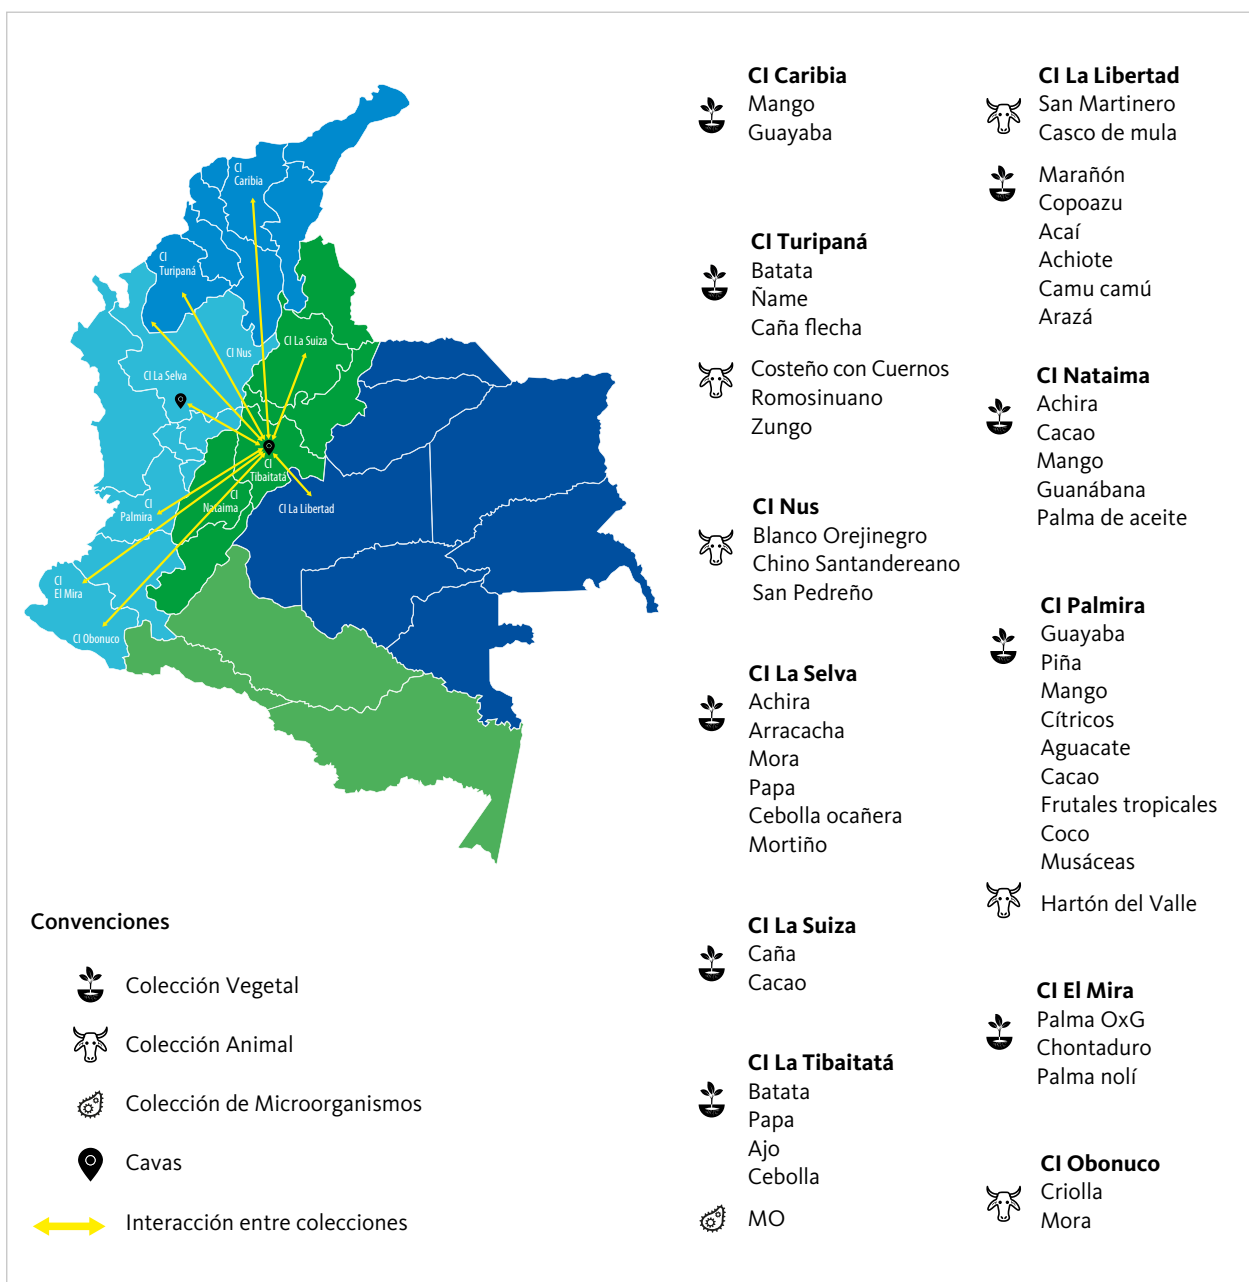 CI
Caribia
CI
Turipaná
CI Nus
CI La Suiza
CI La Selva
CI
Tibaitatá
CI
Nataima
CI La Libertad
CI
Palmira
CI
El Mira
CI Obonuco
Convenciones
Colección Vegetal
Colección Animal
Colección de Microorganismos
Cavas
Interacción entre colecciones
CI Caribia
Mango
Guayaba
CI Turipaná
Batata
Ñame
Caña flecha
Costeño con Cuernos
Romosinuano
Zungo
CI Nus
Blanco Orejinegro
Chino Santandereano
San Pedreño
CI La Selva
Achira
Arracacha
Mora
Papa
Cebolla ocañera
Mortiño
CI La Suiza
Caña
Cacao
CI La Tibaitatá
Batata
Papa
Ajo
Cebolla
MO
CI La Libertad
San Martinero
Casco de mula
Marañón
Copoazu
Acaí
Achiote
Camu camú
Arazá
CI Nataima
Achira
Cacao
Mango
Guanábana
Palma de aceite
CI Palmira
Guayaba
Piña
Mango
Cítricos
Aguacate
Cacao
Frutales tropicales
Coco
Musáceas
Hartón del Valle
CI El Mira
Palma OxG
Chontaduro
Palma nolí
CI Obonuco
Criolla
Mora